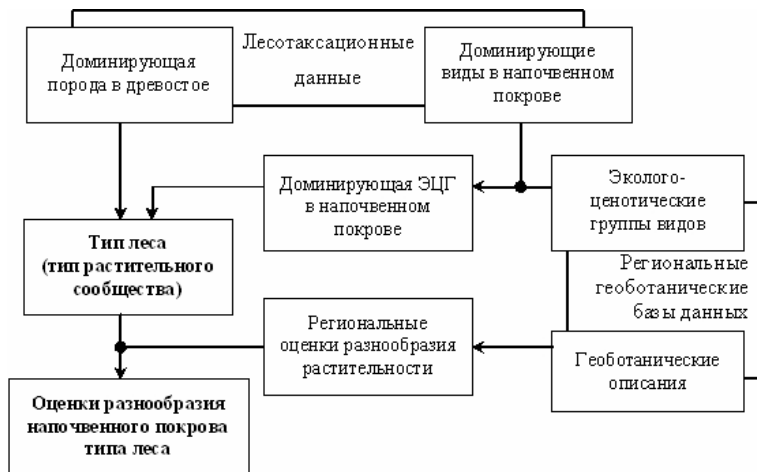 Доминирующая
порода в древостое
Лесотаксационные
данные
Доминирующие
виды в напочвенном
покрове
Доминирующая ЭЦГ
в напочвенном
покрове
Эколого-
ценотические
группы видов
Тип леса
(тип растительного
сообщества)
Региональные
геоботанические
базы данных
Региональные
оценки разнообразия
растительности
Геоботанические
описания
Оценки разнообразия
напочвенного покрова
типа леса